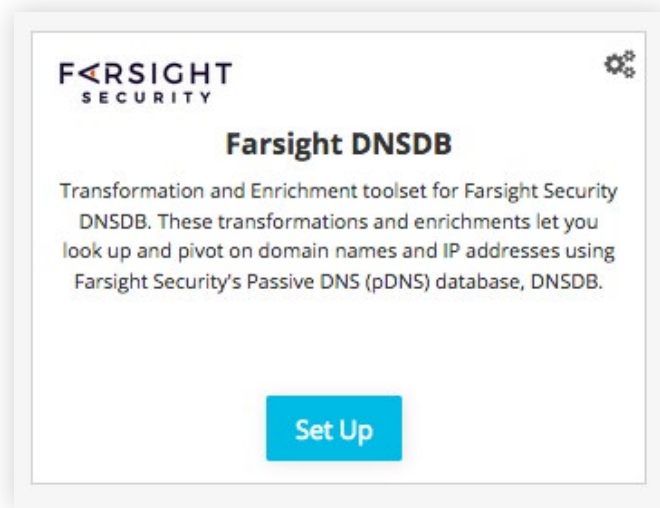 FARSIGHT
SECURITY
Farsight DNSDB
Transformation and Enrichment toolset for Farsight Security
DNSDB. These transformations and enrichments let you
look up and pivot on domain names and IP addresses using
Farsight Security's Passive DNS (pDNS) database, DNSDB.
Set Up